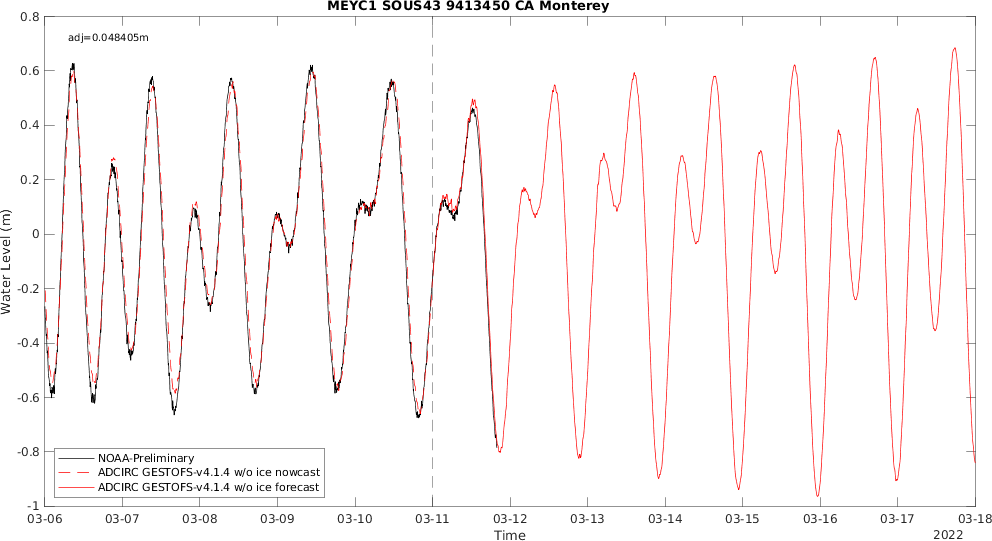 MEYC1 SOUS43 9413450 CA Monterey
adj=0.048405m
0.8
0.6
0.4
0.2
0
-0.2
-0.4
-0.6
-0.8
-1
Water Level (m)
NOAA-Preliminary
ADCIRC GESTOFS-v4.1.4 w/o ice nowcast
ADCIRC GESTOFS-v4.1.4 w/o ice forecast
03-06 03-07 03-08 03-09 03-10 03-11 03-12 03-13 03-14 03-15 03-16 03-17 03-18
Time
2022